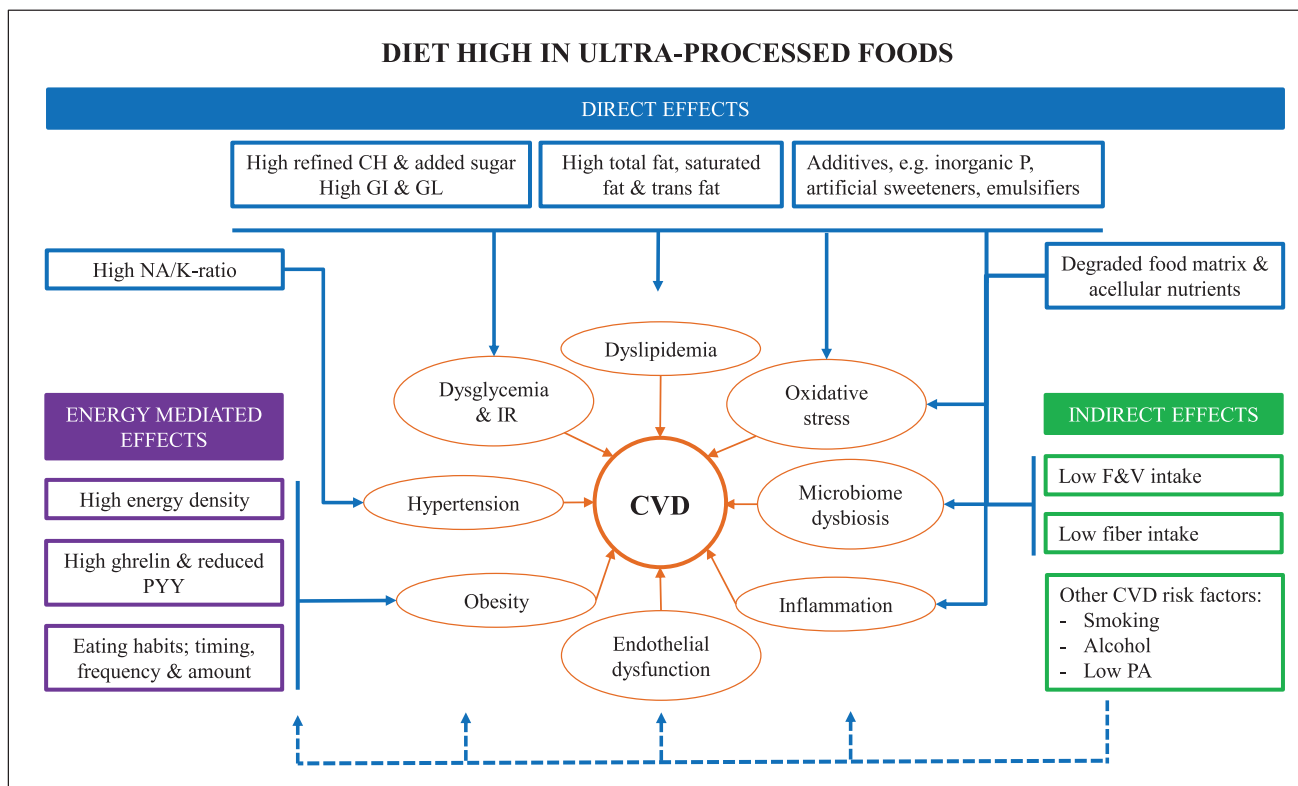 DIET HIGH IN ULTRA-PROCESSED FOODS
DIRECT EFFECTS
High refined CH & added sugar
High GI & GL
High total fat, saturated
fat & trans fat
Additives, e.g. inorganic P,
artificial sweeteners, emulsifiers
High NA/K-ratio
Degraded food matrix &
acellular nutrients
Dyslipidemia
Dysglycemia
& IR
Oxidative
stress
ENERGY MEDIATED
EFFECTS
INDIRECT EFFECTS
High energy density
High ghrelin & reduced
PYY
Eating habits; timing,
frequency & amount
Hypertension
CVD
Microbiome
dysbiosis
Obesity
Endothelial
dysfunction
Inflammation
Low F&V intake
Low fiber intake
Other CVD risk factors:
- Smoking
- Alcohol
- Low PA